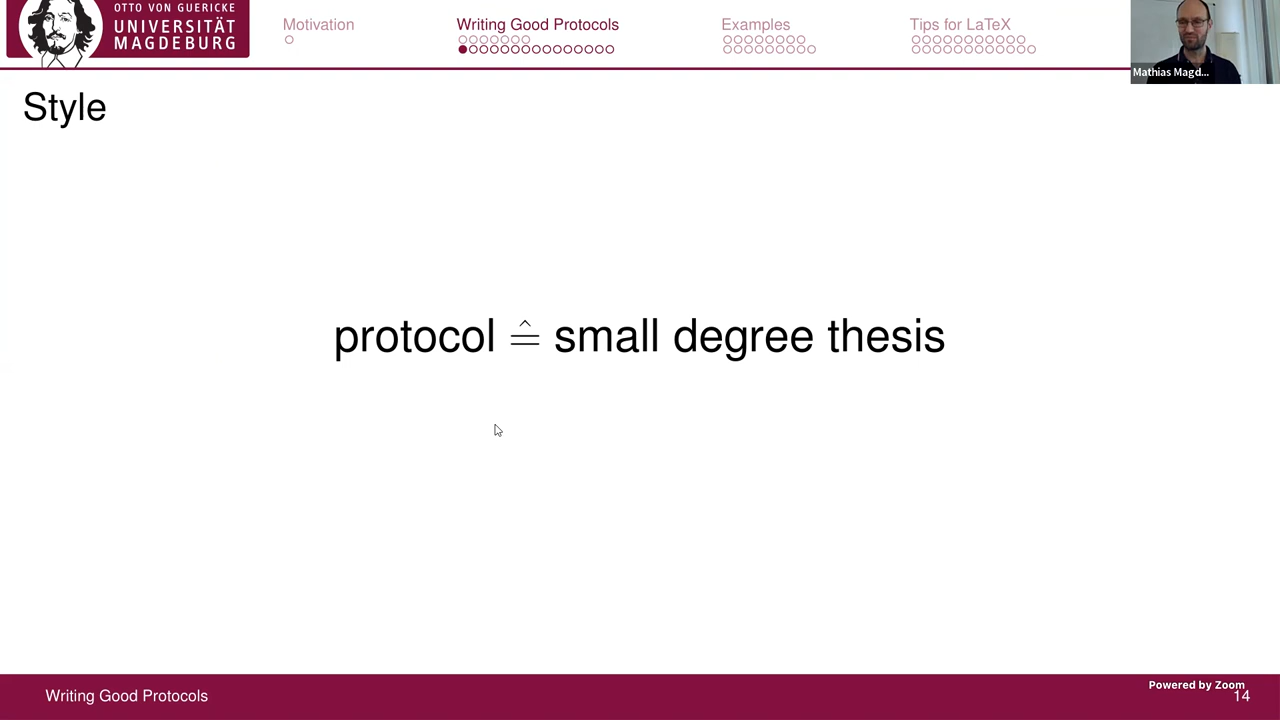 OTTO VON GUERICKE
UNIVERSITÄT
MAGDEBURG
Motivation
Writing Good Protocols
Examples
Tips for LaTeX
Mathias Magd...
Style
protocol ≙ small degree thesis
Writing Good Protocols
Powered by Zoom
14